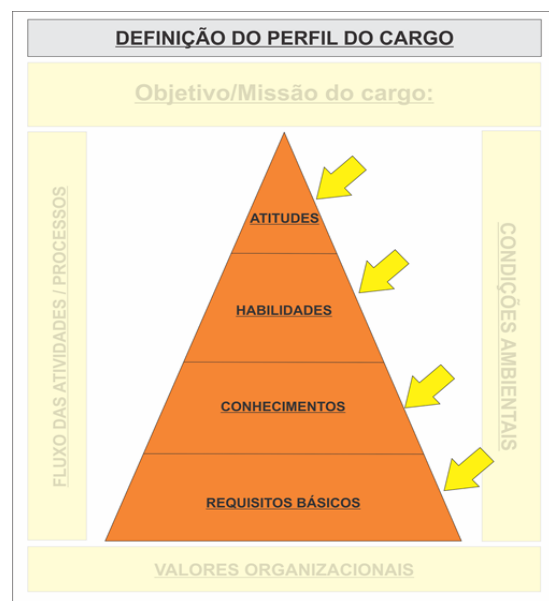 DEFINIÇÃO DO PERFIL DO CARGO
Objetivo/Missão do cargo:
FLUXO DAS ATIVIDADES / PROCESSOS
ATITUDES
HABILIDADES
CONHECIMENTOS
REQUISITOS BÁSICOS
CONDIÇÕES AMBIENTAIS
VALORES ORGANIZACIONAIS